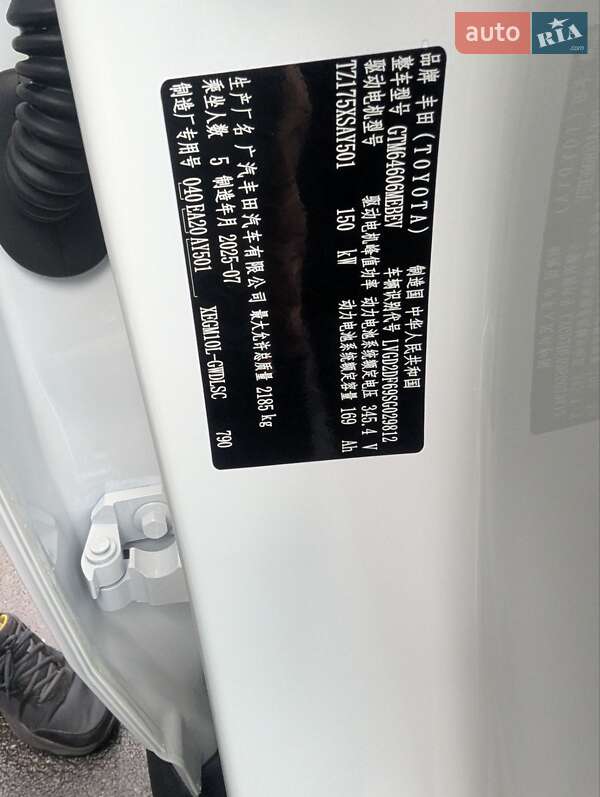 auto RIA.com
品牌 丰田(TOYOTA) 制造国 中华人民共和国
整车型号 GTM6460GMEBEV 车辆识别代号 LVGD2DF69SG029812
驱动电机型号 驱动电机峰值功率 动力电池系统额定电压 345.4 V
TZ175XSAY501 150 kW 动力电池系统额定容量 169 Ah
生产厂名 广汽丰田汽车有限公司 最大允许总质量 2185 kg
乘坐人数 5 制造年月 2025-07
制造厂专用号 040 EA20 AY501 XEGM10L-GWDLSC 790